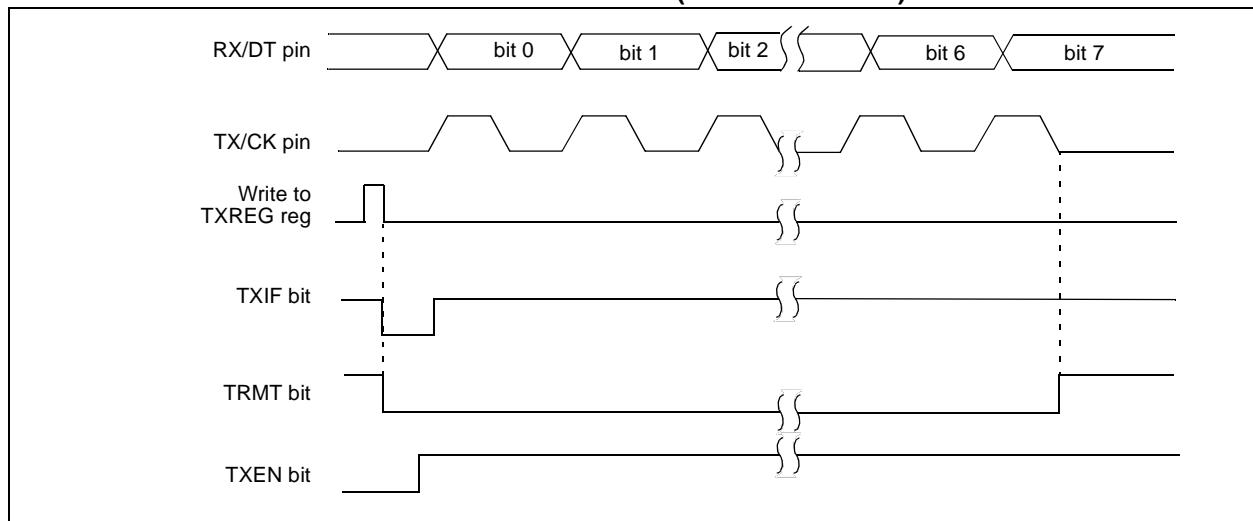 RX/DT pin
bit 0 bit 1 bit 2 bit 6 bit 7
TX/CK pin
Write to
TXREG reg
TXIF bit
TRMT bit
TXEN bit